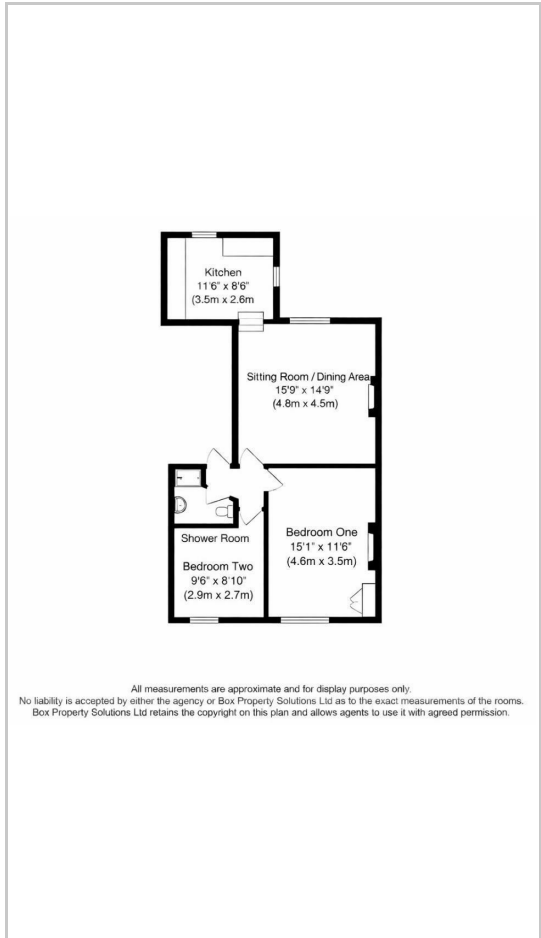 Kitchen
11'6" x 8'6"
(3.5m x 2.6m
Sitting Room / Dining Area
15'9" x 14'9"
(4.8m x 4.5m)
Bedroom One
15'1" x 11'6"
(4.6m x 3.5m)
Shower Room
Bedroom Two
9'6" x 8'10"
(2.9m x 2.7m)
All measurements are approximate and for display purposes only.
No liability is accepted by either the agency or Box Property Solutions Ltd as to the exact measurements of the rooms.
Box Property Solutions Ltd retains the copyright on this plan and allows agents to use it with agreed permission.